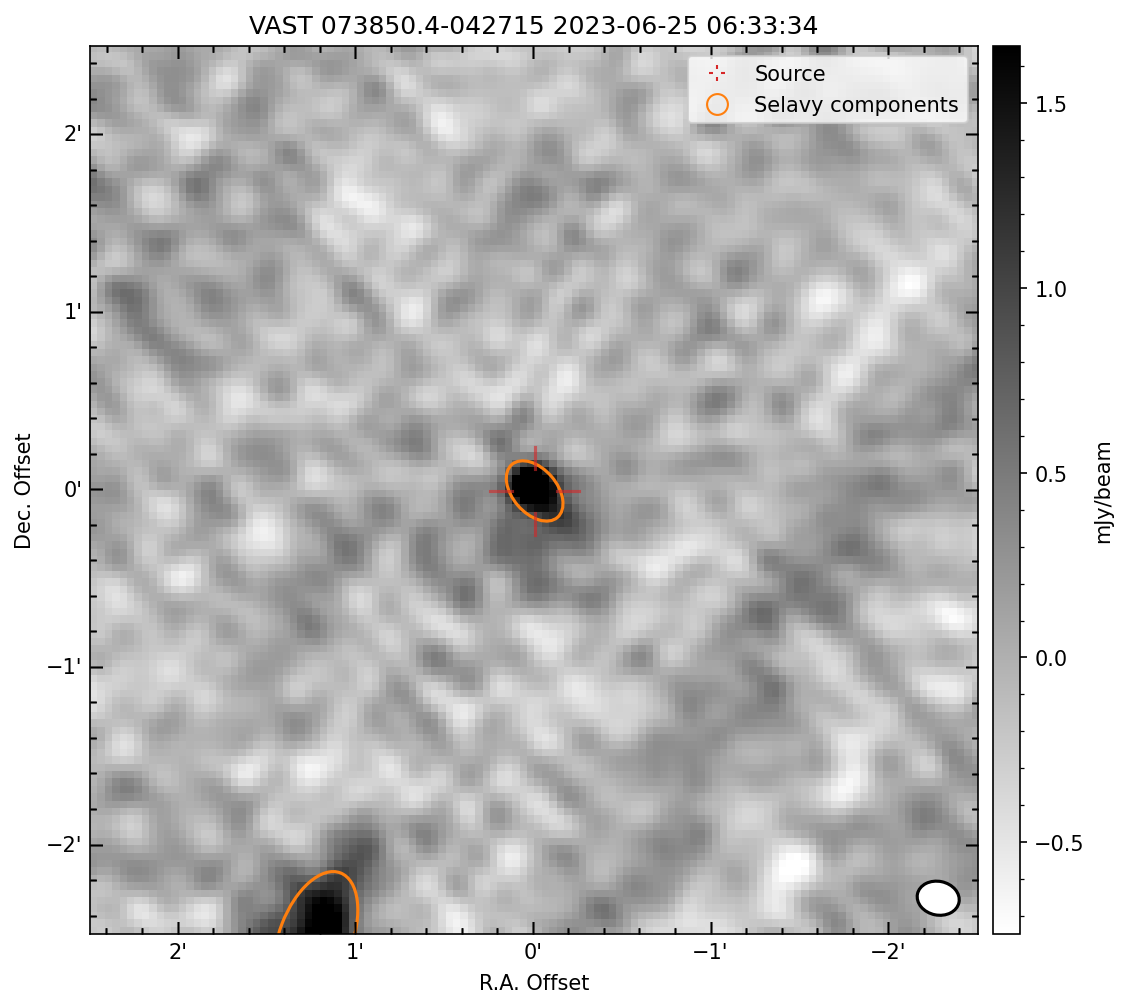 VAST 073850.4-042715 2023-06-25 06:33:34
Source
Selavy components
2'
1'
0'
−1'
−2'
Dec. Offset
2'
1'
0'
−1'
−2'
R.A. Offset
1.5
1.0
0.5
0.0
−0.5
mJy/beam